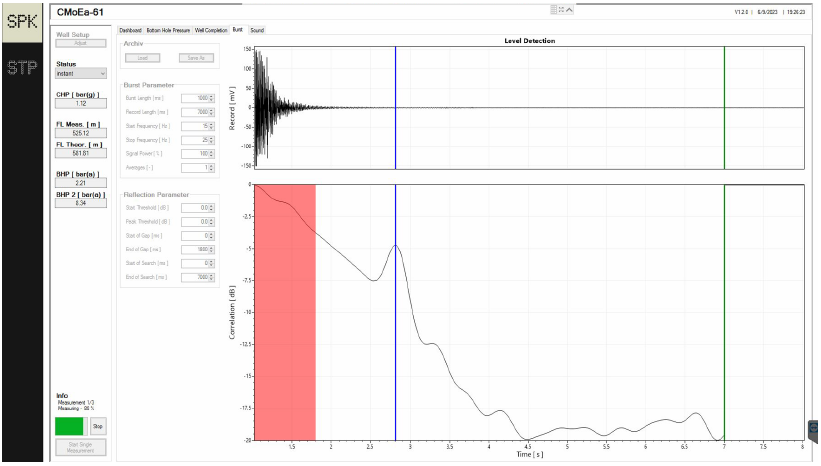 SPK
STP
CMoEa-61
V1.2.6 | 6/9/2023 | 19:26:23
Well Setup
Adjust
Status
instant
CHP [ bar(g) ]
1.12
FL Meas. [ m ]
525.12
FL Theor. [ m ]
581.81
BHP [ bar(a) ]
2.21
BHP 2 [ bar(a) ]
8.34
Info
Measurement 1/2
Measuring - 88 %
Stop
Start Single
Measurement
Dashboard Bottom Hole Pressure Well Completion Burst Sound
Archiv
Load Save As
Burst Parameter
Burst Length [ ms ] 1000
Record Length [ ms ] 7000
Start Frequency [ Hz ] 15
Stop Frequency [ Hz ] 25
Signal Power [ % ] 100
Averages [ - ] 1
Reflection Parameter
Start Threshold [ dB ] 0.0
Peak Threshold [ dB ] 0.0
Start of Gap [ ms ] 0
End of Gap [ ms ] 1800
Start of Search [ ms ] 0
End of Search [ ms ] 7000
Level Detection
Record [ mV ]
150
100
50
0
-50
-100
-150
Correlation [ dB ]
0
-2.5
-5
-7.5
-10
-12.5
-15
-17.5
-20
1.5 2 2.5 3 3.5 4 4.5 5 5.5 6 6.5 7 7.5 8
Time [ s ]